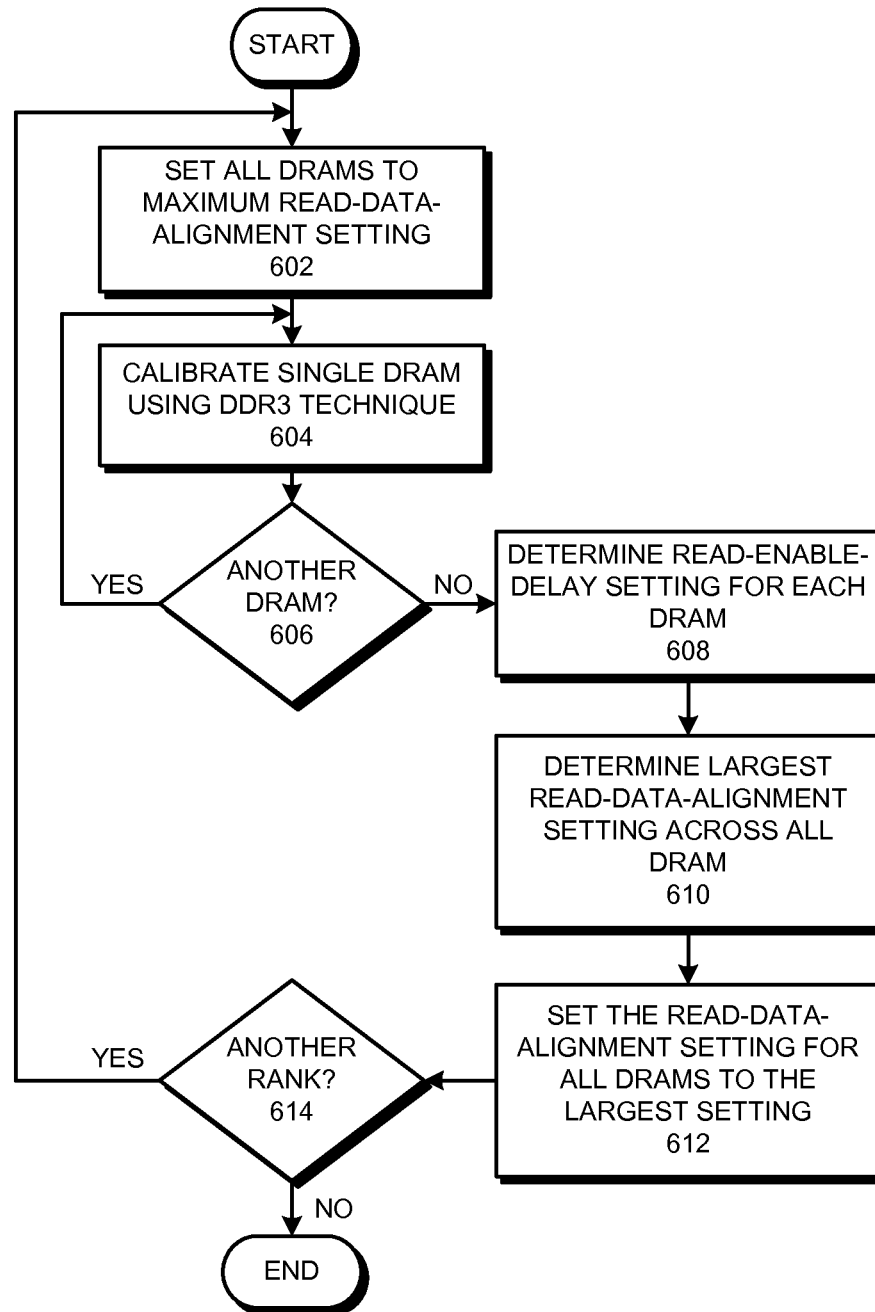 START
SET ALL DRAMS TO
MAXIMUM READ-DATA-
ALIGNMENT SETTING
602
CALIBRATE SINGLE DRAM
USING DDR3 TECHNIQUE
604
YES
ANOTHER
DRAM?
606
NO
DETERMINE READ-ENABLE-
DELAY SETTING FOR EACH
DRAM
608
DETERMINE LARGEST
READ-DATA-ALIGNMENT
SETTING ACROSS ALL
DRAM
610
SET THE READ-DATA-
ALIGNMENT SETTING FOR
ALL DRAMS TO THE
LARGEST SETTING
612
YES
ANOTHER
RANK?
614
NO
END